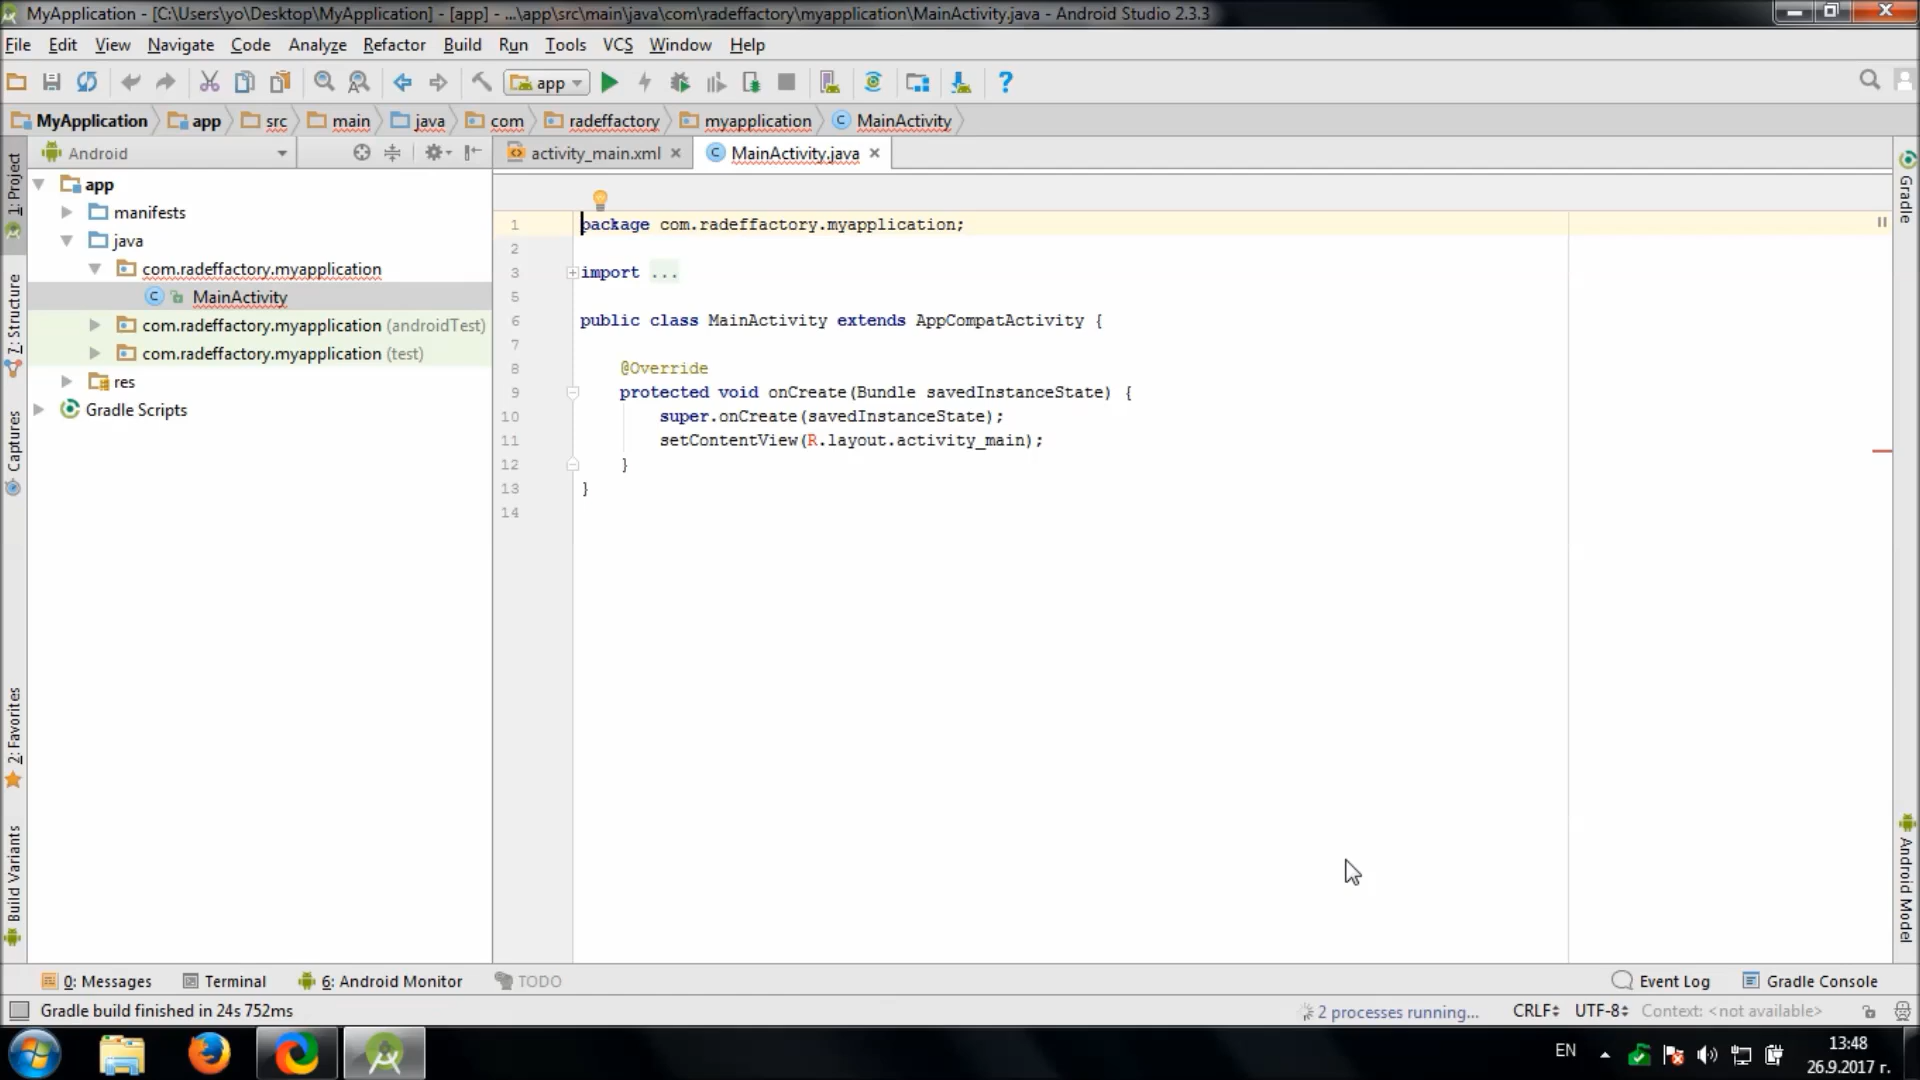 MyApplication - [C:\Users\yo\Desktop\MyApplication] - [app] - ...\app\src\main\java\com\radeffactory\myapplication\MainActivity.java - Android Studio 2.3.3
File Edit View Navigate Code Analyze Refactor Build Run Tools VCS Window Help
app
MyApplication app src main java com radeffactory myapplication MainActivity
1: Project
Android
activity_main.xml
MainActivity.java
app
manifests
java
com.radeffactory.myapplication
MainActivity
com.radeffactory.myapplication (androidTest)
com.radeffactory.myapplication (test)
res
Gradle Scripts
7: Structure
Captures
2: Favorites
Build Variants
1 package com.radeffactory.myapplication;
2
3 import ...
5
6 public class MainActivity extends AppCompatActivity {
7
8 @Override
9 protected void onCreate(Bundle savedInstanceState) {
10 super.onCreate(savedInstanceState);
11 setContentView(R.layout.activity_main);
12 }
13 }
14
Gradle
Android Model
0: Messages Terminal 6: Android Monitor TODO Event Log Gradle Console
Gradle build finished in 24s 752ms 2 processes running... CRLF UTF-8 Context: <not available>
EN
13:48
26.9.2017 г.